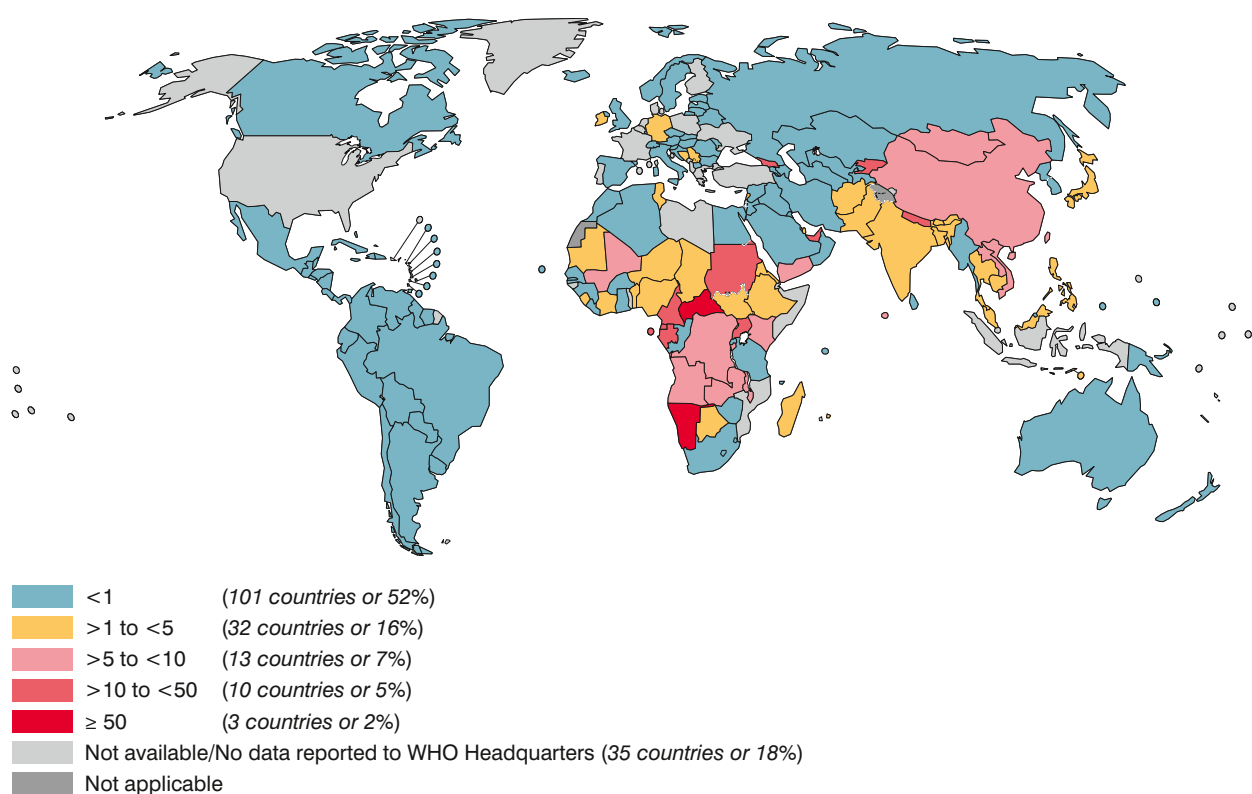 <1 (101 countries or 52%)
>1 to <5 (32 countries or 16%)
>5 to <10 (13 countries or 7%)
>10 to <50 (10 countries or 5%)
≥ 50 (3 countries or 2%)
Not available/No data reported to WHO Headquarters (35 countries or 18%)
Not applicable